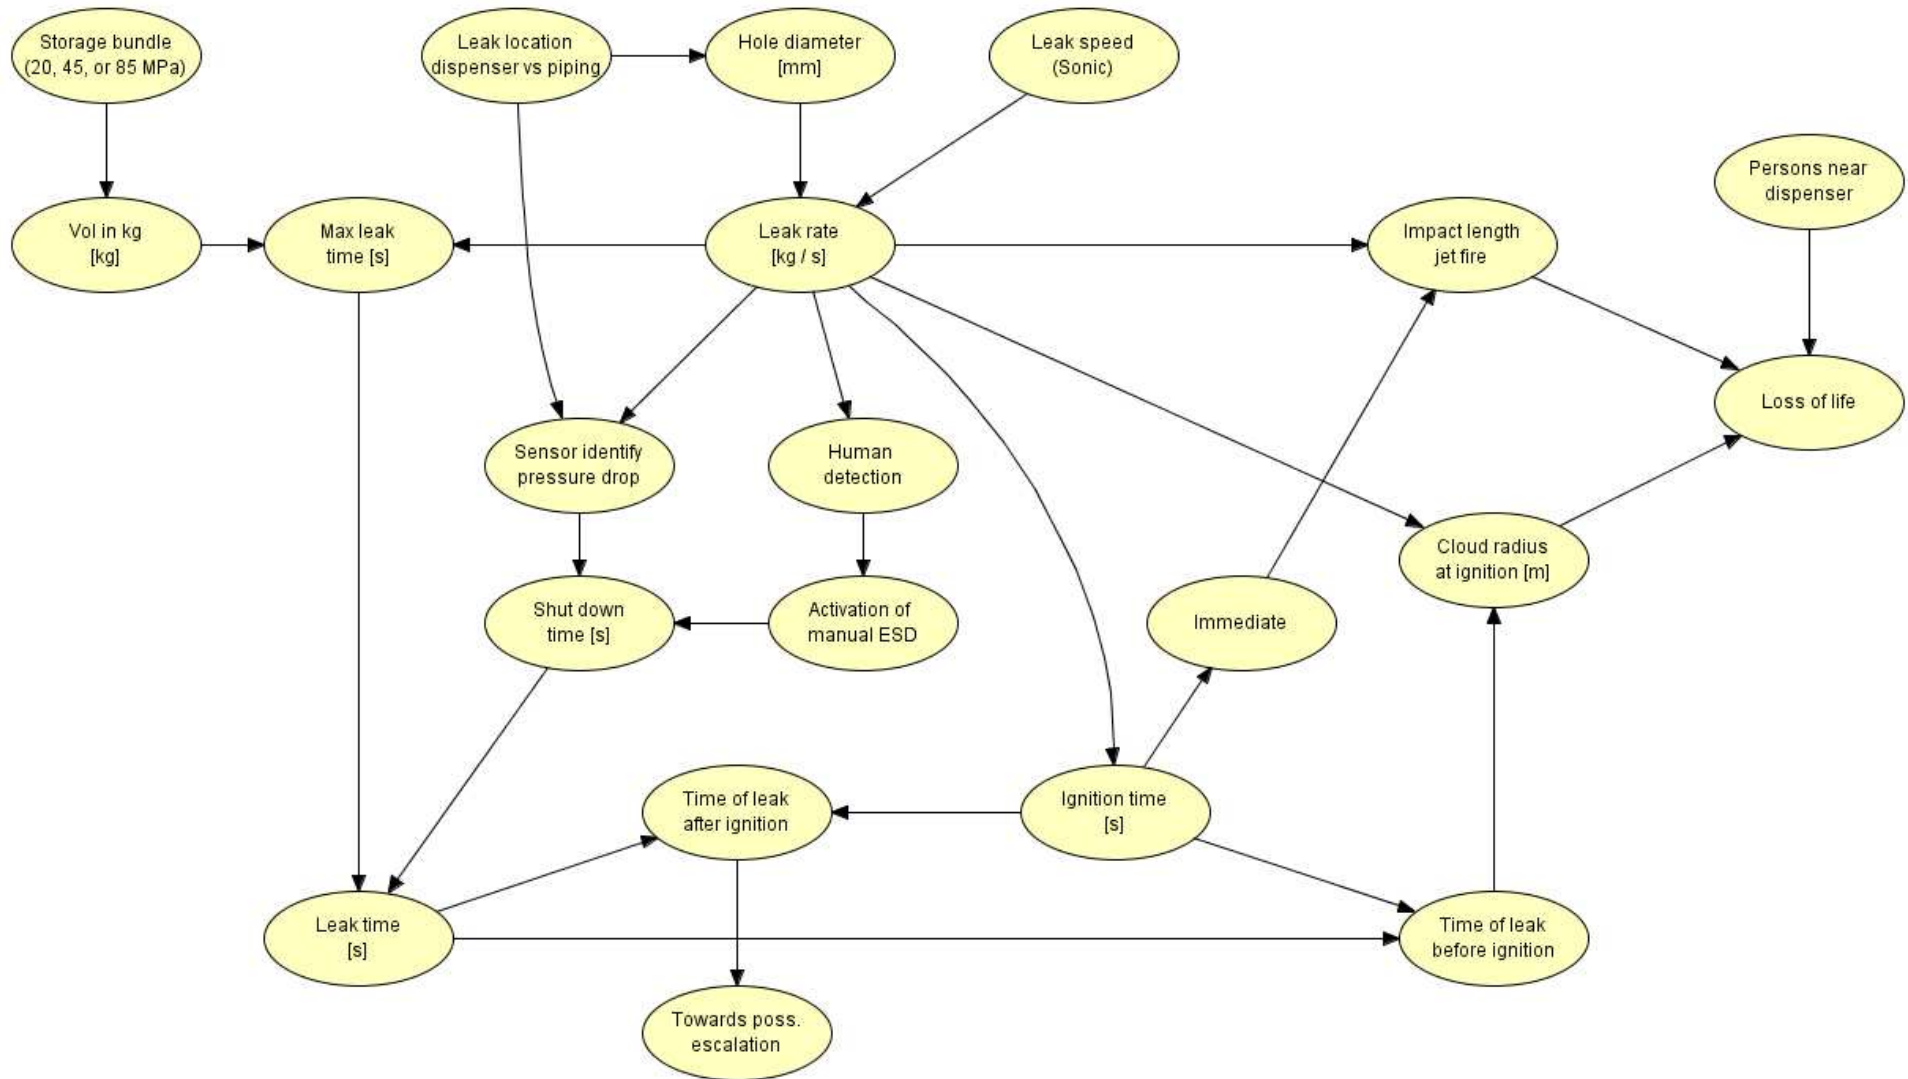 Storage bundle
(20, 45, or 85 MPa)
Leak location
dispenser vs piping
Hole diameter
[mm]
Leak speed
(Sonic)
Persons near
dispenser
Vol in kg
[kg]
Max leak
time [s]
Leak rate
[kg / s]
Impact length
jet fire
Loss of life
Sensor identify
pressure drop
Human
detection
Cloud radius
at ignition [m]
Shut down
time [s]
Activation of
manual ESD
Immediate
Time of leak
after ignition
Ignition time
[s]
Leak time
[s]
Time of leak
before ignition
Towards poss.
escalation